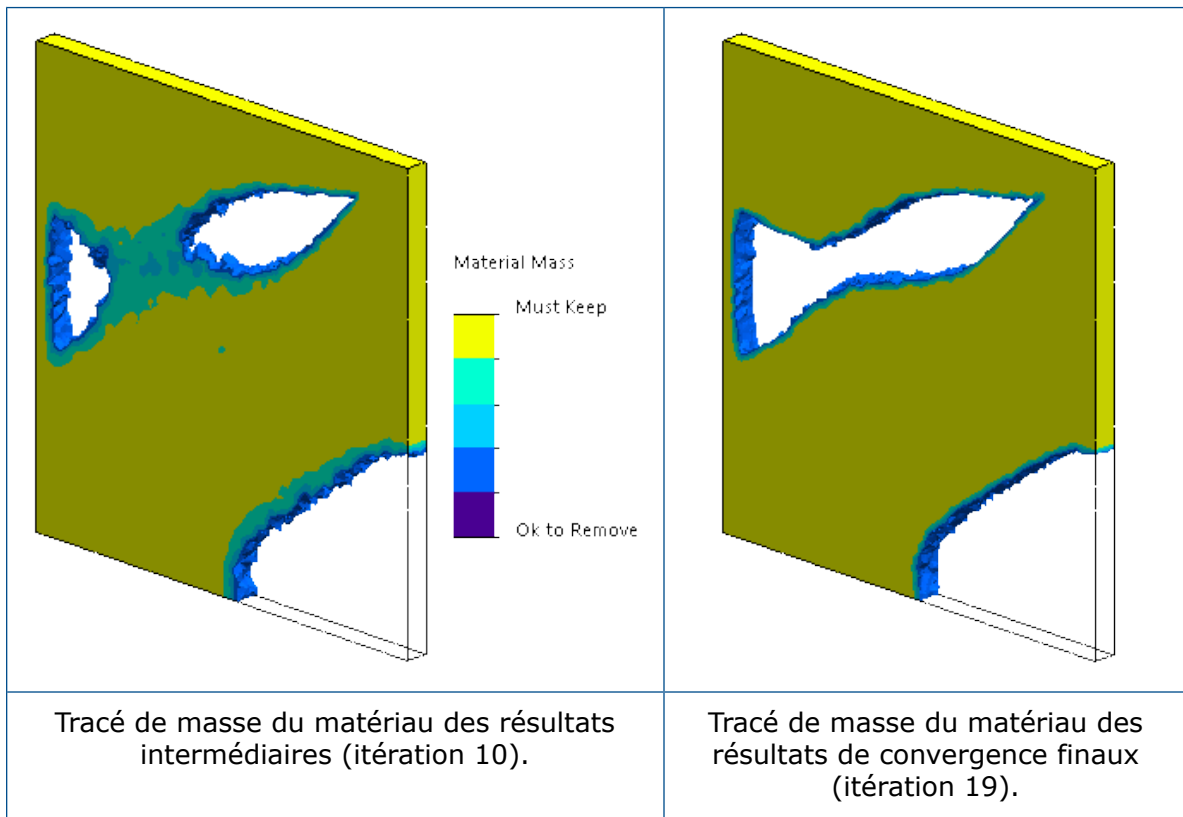 Material Mass
Must Keep
Ok to Remove
Tracé de masse du matériau des résultats
intermédiaires (itération 10).
Tracé de masse du matériau des
résultats de convergence finaux
(itération 19).